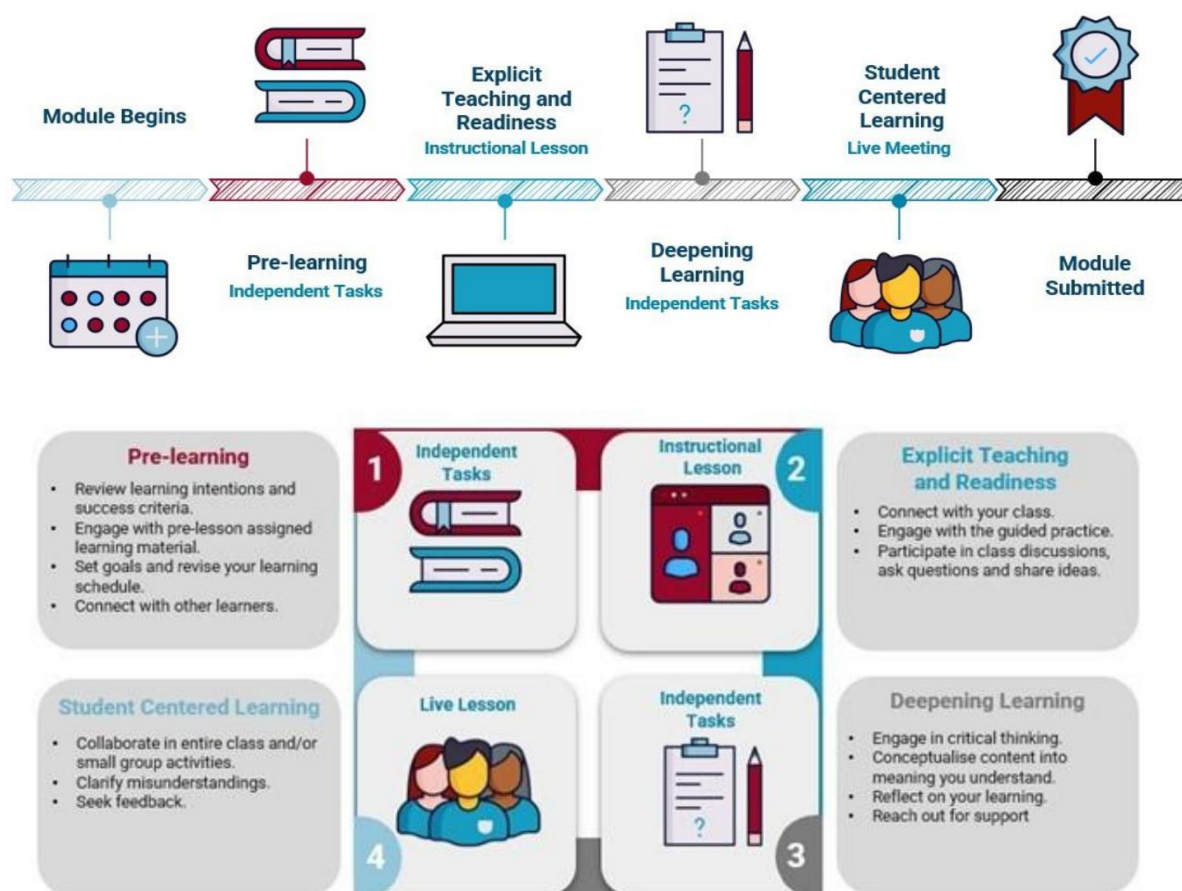 Module Begins
Pre-learning
Independent Tasks
Explicit
Teaching and
Readiness
Instructional Lesson
?
Deepening
Learning
Independent Tasks
Student
Centered
Learning
Live Meeting
Module
Submitted
Pre-learning
• Review learning intentions and
success criteria.
• Engage with pre-lesson assigned
learning material.
• Set goals and revise your learning
schedule.
• Connect with other learners.
1
Independent
Tasks
Instructional
Lesson
2
Explicit Teaching
and Readiness
• Connect with your class.
• Engage with the guided practice.
• Participate in class discussions,
ask questions and share ideas.
Student Centered Learning
• Collaborate in entire class and/or
small group activities.
• Clarify misunderstandings.
• Seek feedback.
Live Lesson
4
Independent
Tasks
?
3
Deepening Learning
• Engage in critical thinking.
• Conceptualise content into
meaning you understand.
• Reflect on your learning.
• Reach out for support